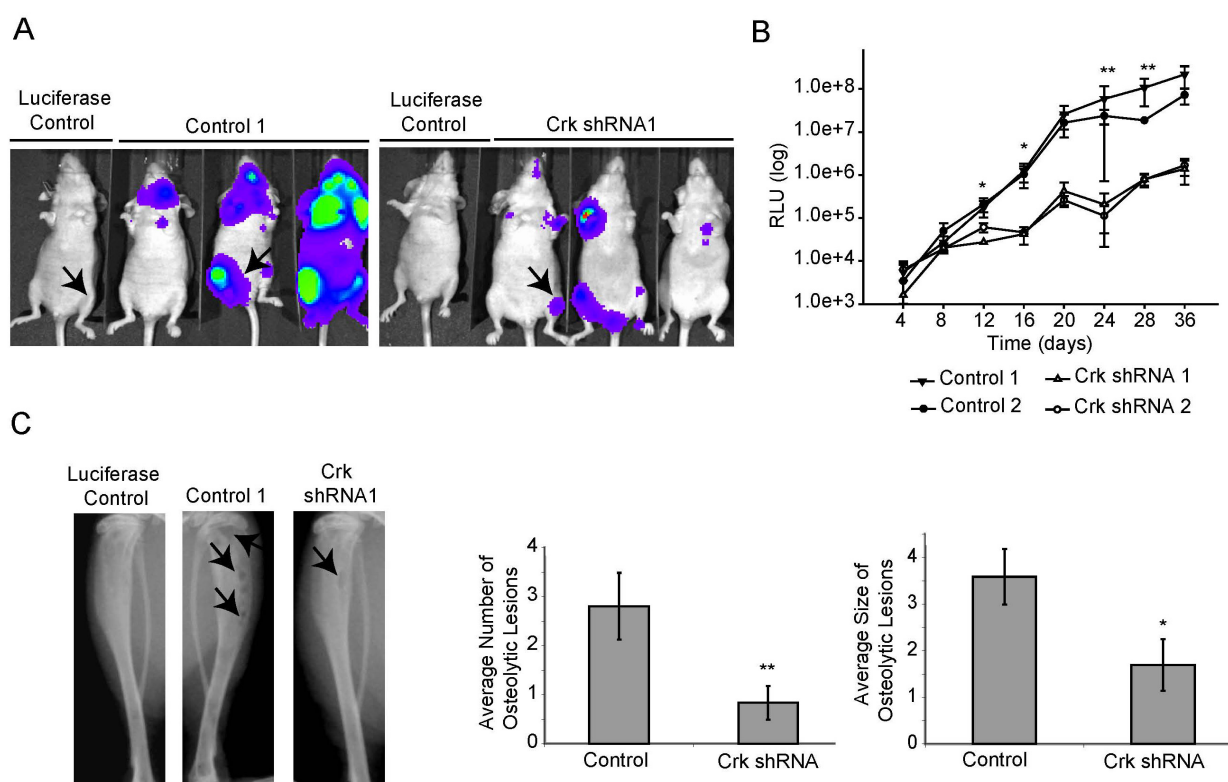 A
Luciferase
Control
Control 1
Luciferase
Control
Crk shRNA1
B
**
**
*
*
1.0e+8
1.0e+7
1.0e+6
1.0e+5
1.0e+4
1.0e+3
RLU (log)
4
8
12
16
20
24
28
36
Time (days)
Control 1
Crk shRNA 1
Control 2
Crk shRNA 2
C
Luciferase
Control
Control 1
Crk
shRNA1
Average Number of
Osteolytic Lesions
4
3
2
1
0
**
Control
Crk shRNA
Average Size of
Osteolytic Lesions
4
3
2
1
0
*
Control
Crk shRNA